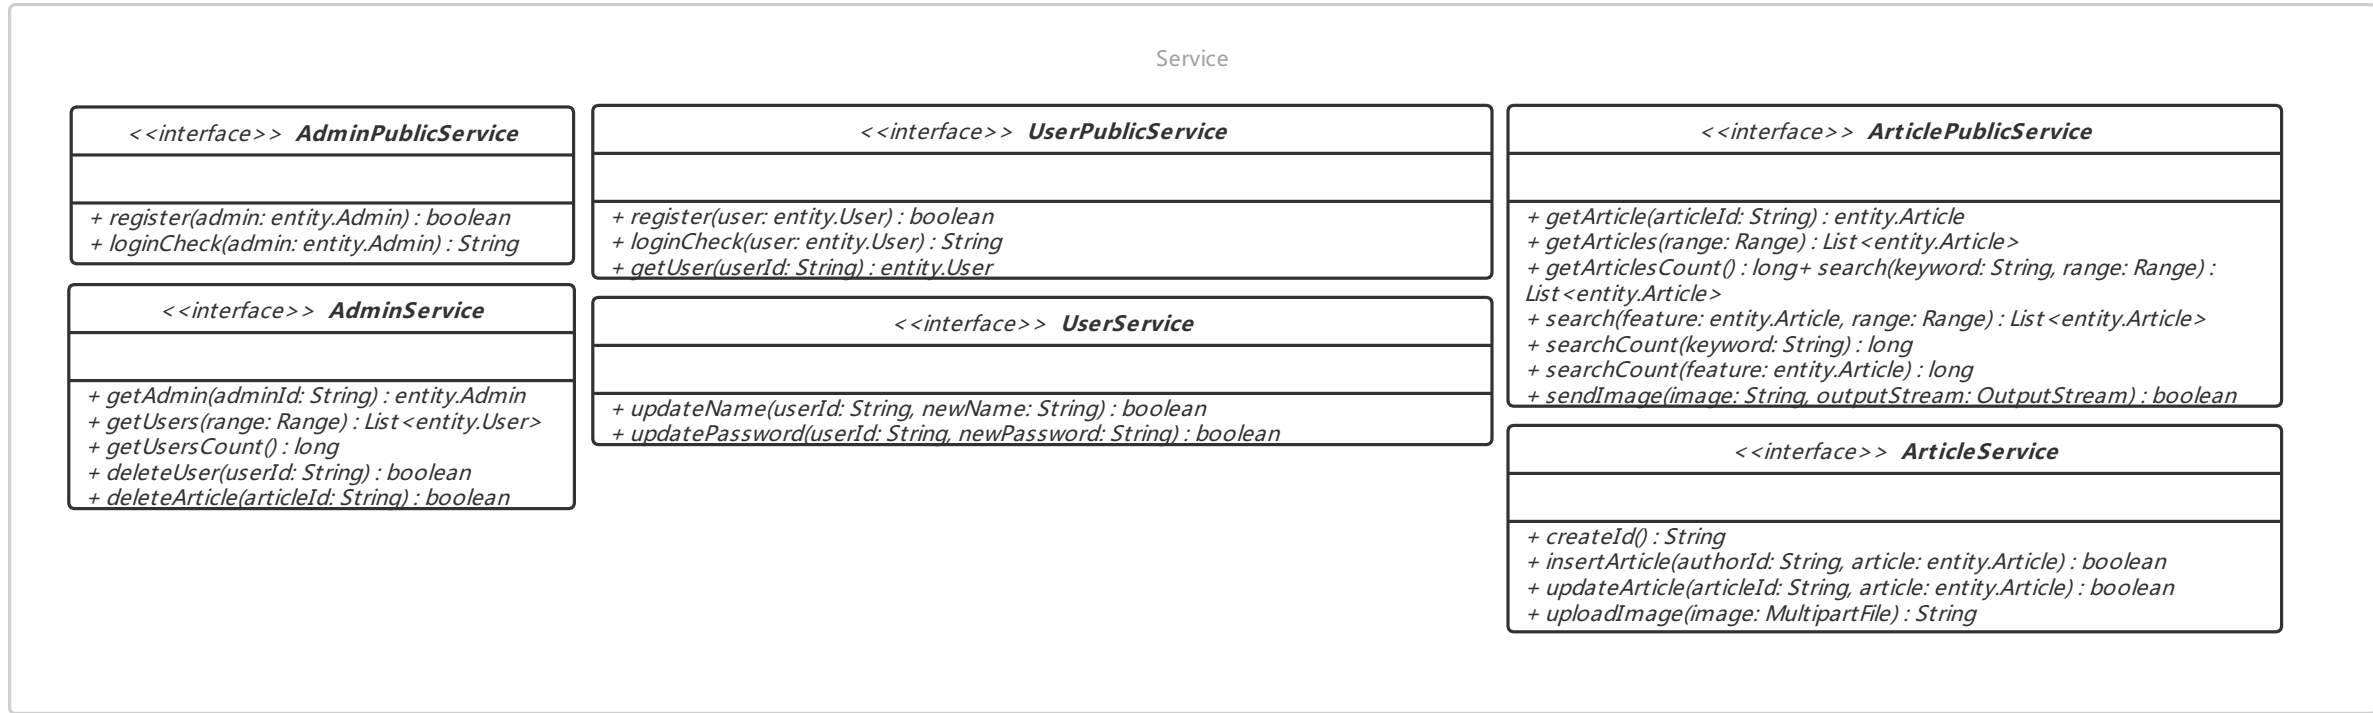 Service
<<interface>> AdminPublicService
+ register(admin: entity.Admin) : boolean
+ loginCheck(admin: entity.Admin) : String
<<interface>> AdminService
+ getAdmin(adminId: String) : entity.Admin
+ getUsers(range: Range) : List<entity.User>
+ getUsersCount() : long
+ deleteUser(userId: String) : boolean
+ deleteArticle(articleId: String) : boolean
<<interface>> UserPublicService
+ register(user: entity.User) : boolean
+ loginCheck(user: entity.User) : String
+ getUser(userId: String) : entity.User
<<interface>> UserService
+ updateName(userId: String, newName: String) : boolean
+ updatePassword(userId: String, newPassword: String) : boolean
<<interface>> ArticlePublicService
+ getArticle(articleId: String) : entity.Article
+ getArticles(range: Range) : List<entity.Article>
+ getArticlesCount() : long+ search(keyword: String, range: Range) :
List<entity.Article>
+ search(feature: entity.Article, range: Range) : List<entity.Article>
+ searchCount(keyword: String) : long
+ searchCount(feature: entity.Article) : long
+ sendImage(image: String, outputStream: OutputStream) : boolean
<<interface>> ArticleService
+ createId() : String
+ insertArticle(authorId: String, article: entity.Article) : boolean
+ updateArticle(articleId: String, article: entity.Article) : boolean
+ uploadImage(image: MultipartFile) : String